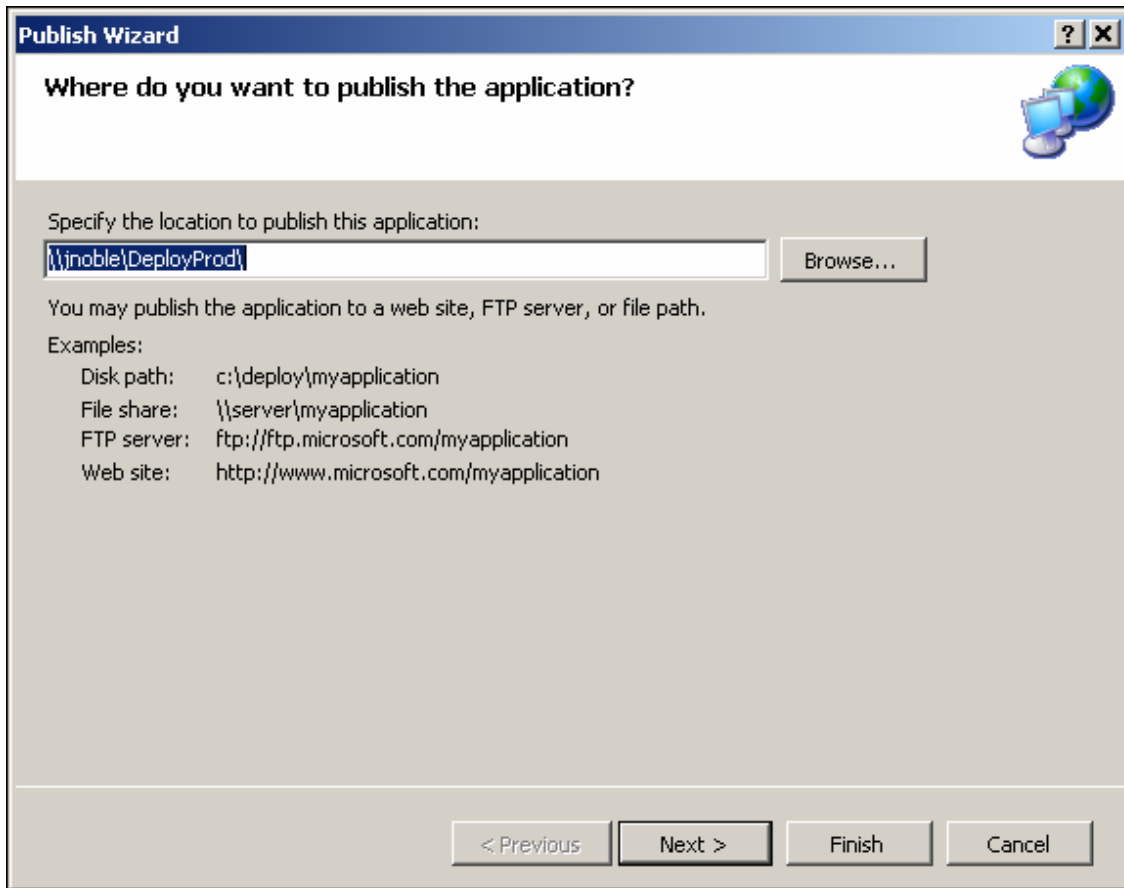 Publish Wizard
Where do you want to publish the application?
Specify the location to publish this application:
\\jnoble\DeployProd\
Browse...
You may publish the application to a web site, FTP server, or file path.
Examples:
Disk path: c:\deploy\myapplication
File share: \\server\myapplication
FTP server: ftp://ftp.microsoft.com/myapplication
Web site: http://www.microsoft.com/myapplication
< Previous Next > Finish Cancel